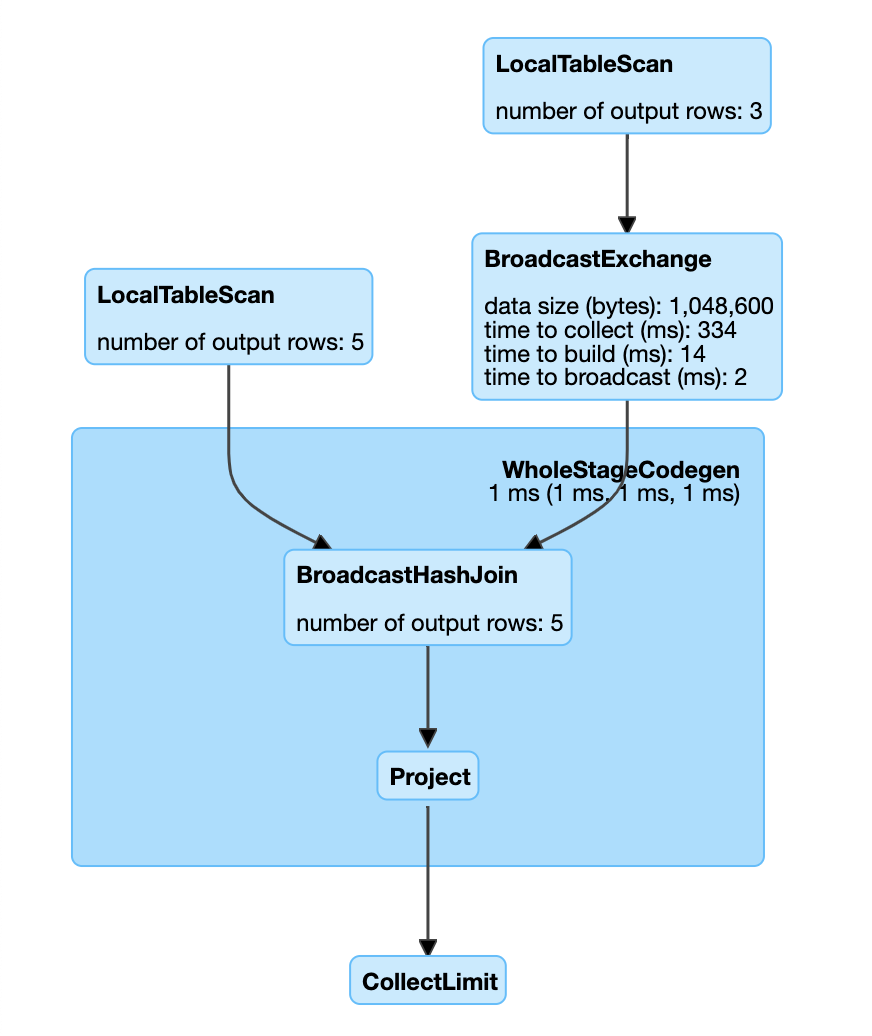 LocalTableScan
number of output rows: 3
BroadcastExchange
data size (bytes): 1,048,600
time to collect (ms): 334
time to build (ms): 14
time to broadcast (ms): 2
LocalTableScan
number of output rows: 5
WholeStageCodegen
1 ms (1 ms, 1 ms, 1 ms)
BroadcastHashJoin
number of output rows: 5
Project
CollectLimit